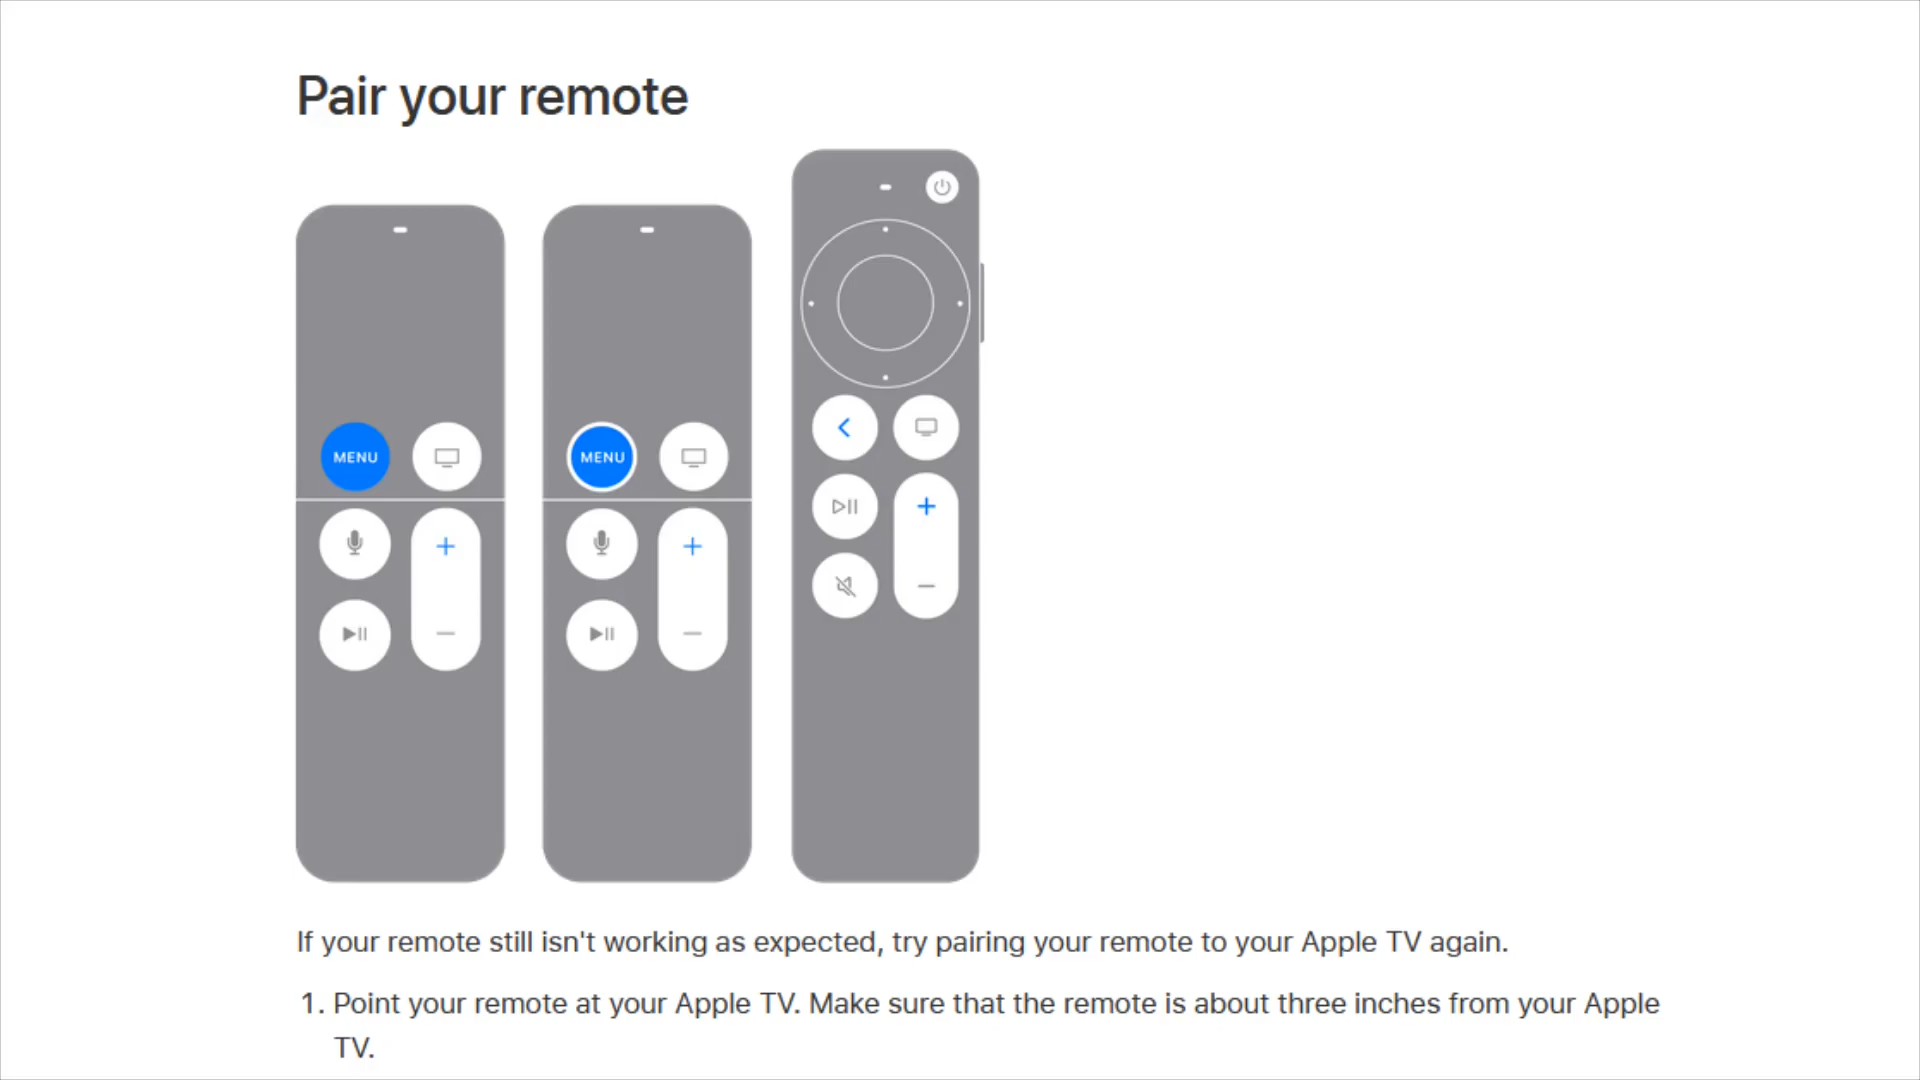 Pair your remote
MENU
MENU
If your remote still isn't working as expected, try pairing your remote to your Apple TV again.
1. Point your remote at your Apple TV. Make sure that the remote is about three inches from your Apple
TV.